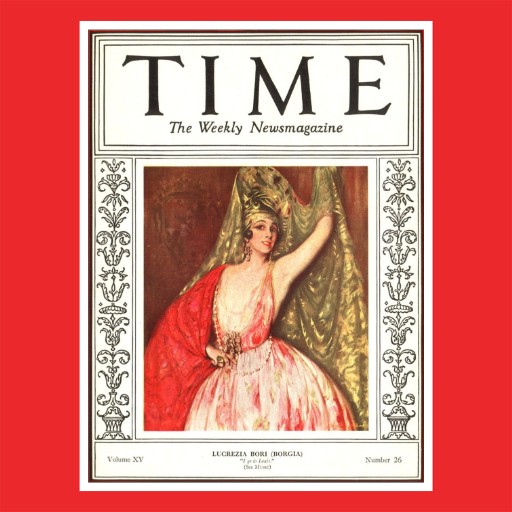 TIME
The Weekly Newsmagazine
LUCREZIA BORI (BORGIA)
Volume XV
Number 26